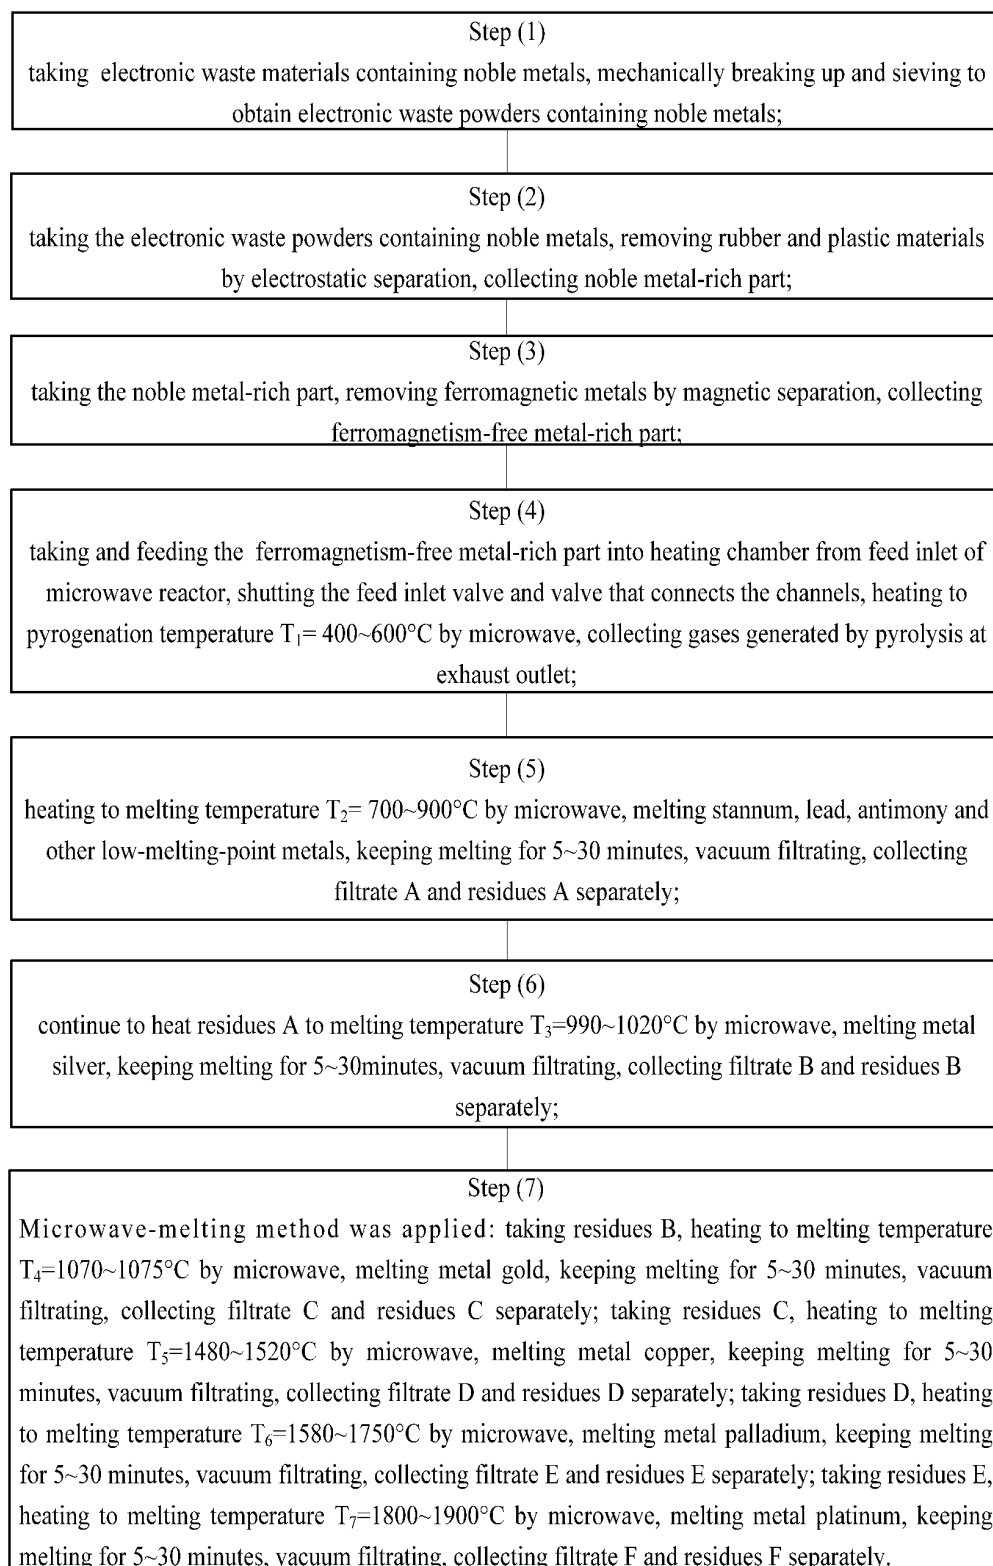 Step (1)
taking electronic waste materials containing noble metals, mechanically breaking up and sieving to
obtain electronic waste powders containing noble metals;
Step (2)
taking the electronic waste powders containing noble metals, removing rubber and plastic materials
by electrostatic separation, collecting noble metal-rich part;
Step (3)
taking the noble metal-rich part, removing ferromagnetic metals by magnetic separation, collecting
ferromagnetism-free metal-rich part;
Step (4)
taking and feeding the ferromagnetism-free metal-rich part into heating chamber from feed inlet of
microwave reactor, shutting the feed inlet valve and valve that connects the channels, heating to
pyrogenation temperature T₁= 400~600°C by microwave, collecting gases generated by pyrolysis at
exhaust outlet;
Step (5)
heating to melting temperature T₂= 700~900°C by microwave, melting stannum, lead, antimony and
other low-melting-point metals, keeping melting for 5~30 minutes, vacuum filtrating, collecting
filtrate A and residues A separately;
Step (6)
continue to heat residues A to melting temperature T₃=990~1020°C by microwave, melting metal
silver, keeping melting for 5~30minutes, vacuum filtrating, collecting filtrate B and residues B
separately;
Step (7)
Microwave-melting method was applied: taking residues B, heating to melting temperature
T₄=1070~1075°C by microwave, melting metal gold, keeping melting for 5~30 minutes, vacuum
filtrating, collecting filtrate C and residues C separately; taking residues C, heating to melting
temperature T₅=1480~1520°C by microwave, melting metal copper, keeping melting for 5~30
minutes, vacuum filtrating, collecting filtrate D and residues D separately; taking residues D, heating
to melting temperature T₆=1580~1750°C by microwave, melting metal palladium, keeping melting
for 5~30 minutes, vacuum filtrating, collecting filtrate E and residues E separately; taking residues E,
heating to melting temperature T₇=1800~1900°C by microwave, melting metal platinum, keeping
melting for 5~30 minutes, vacuum filtrating, collecting filtrate F and residues F separately.